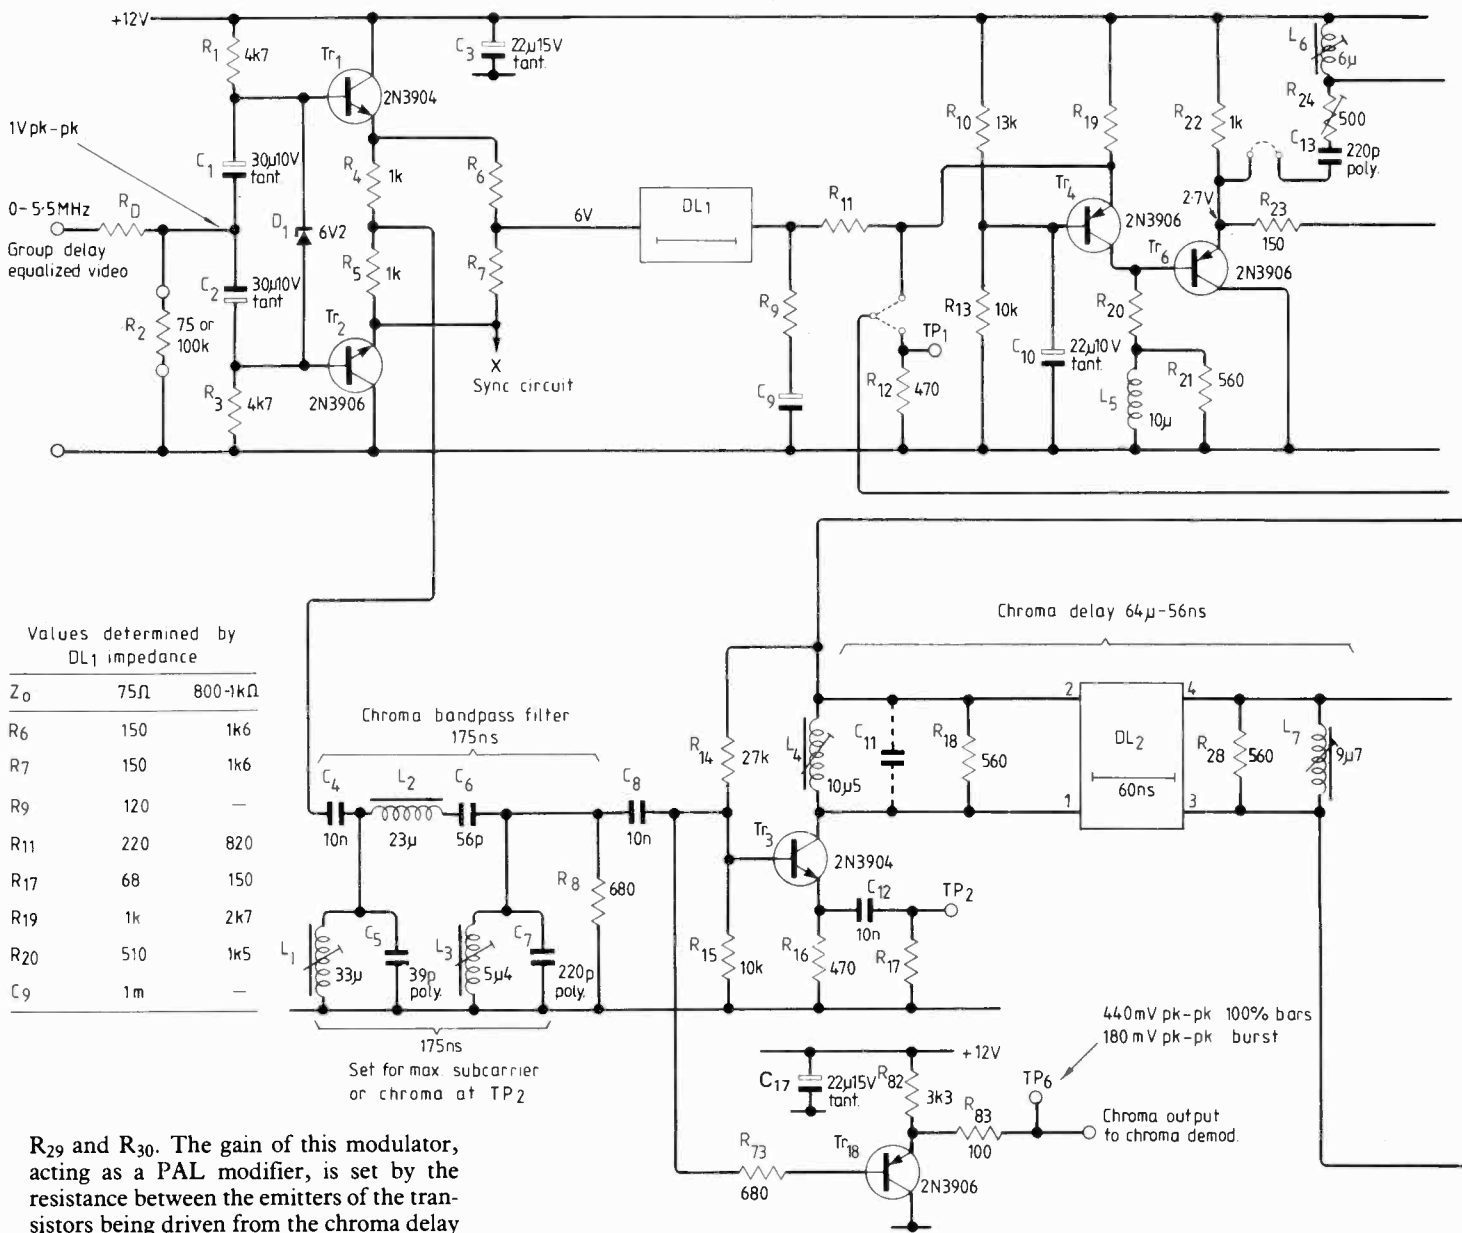 +12V
R1
4k7
Tr1
2N3904
C3
22µ15V
tant.
1V pk-pk
C1
30µ10V
tant
R4
1k
R6
0-5·5MHz
RD
Group delay
equalized video
D1
6V2
6V
DL1
R11
R2
75 or
100k
C2
30µ10V
tant
R5
1k
R7
Tr2
R3
4k7
2N3906
X
Sync circuit
R9
C9
TP1
R12
470
R10
13k
R13
10k
C10
22µ10V
tant.
R19
Tr4
2N3906
R22
1k
2·7V
R23
150
Tr6
2N3906
R20
L5
10µ
R21
560
L6
6µ
R24
500
C13
220p
poly.
Values determined by
DL1 impedance
Zo 75Ω 800-1kΩ
R6 150 1k6
R7 150 1k6
R9 120 —
R11 220 820
R17 68 150
R19 1k 2k7
R20 510 1k5
C9 1m —
Chroma bandpass filter
175ns
C4
10n
L2
23µ
C6
56p
C8
10n
L1
33µ
C5
39p
poly.
L3
5µ4
C7
220p
poly.
R8
680
175ns
Set for max. subcarrier
or chroma at TP2
Chroma delay 64µ-56ns
R14
27k
L4
10µ5
C11
R18
560
2
1
DL2
60ns
4
3
R28
560
L7
9µ7
Tr3
2N3904
C12
10n
TP2
R15
10k
R16
470
R17
440mV pk-pk 100% bars
180mV pk-pk burst
+12V
C17
22µ15V
tant.
R82
3k3
TP6
R83
100
Chroma output
to chroma demod.
R73
680
Tr18
2N3906
R29 and R30. The gain of this modulator,
acting as a PAL modifier, is set by the
resistance between the emitters of the tran-
sistors being driven from the chroma delay